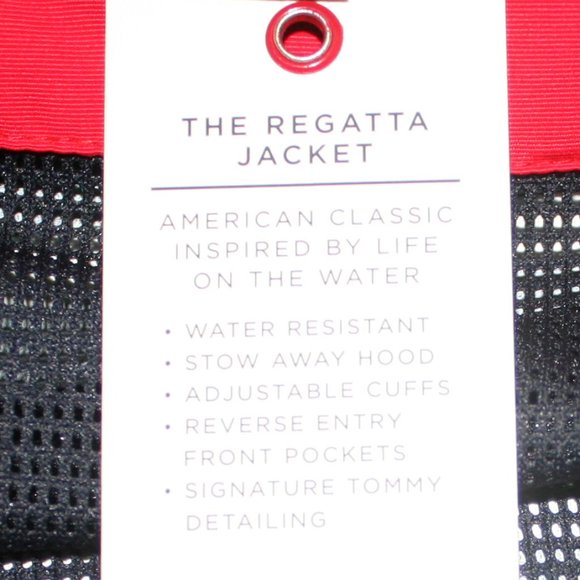 THE REGATTA
JACKET
AMERICAN CLASSIC
INSPIRED BY LIFE
ON THE WATER
• WATER RESISTANT
• STOW AWAY HOOD
• ADJUSTABLE CUFFS
• REVERSE ENTRY
FRONT POCKETS
• SIGNATURE TOMMY
DETAILING